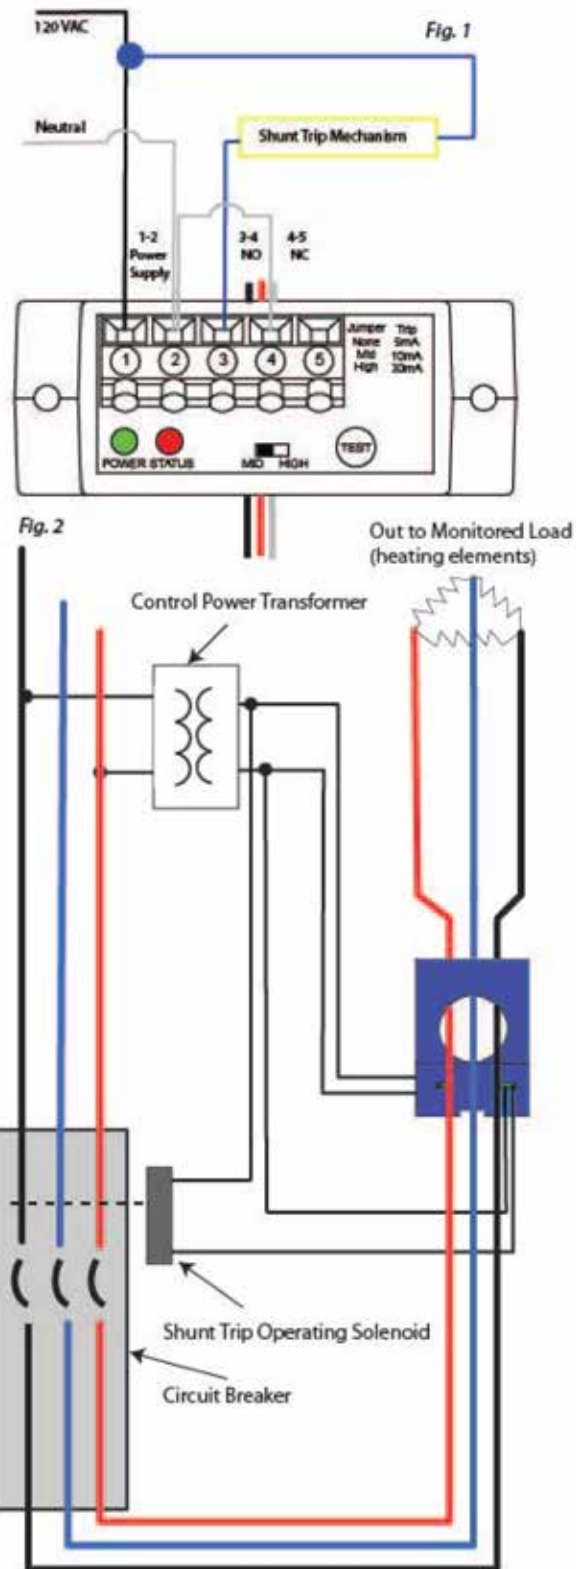 120 VAC
Fig. 1
Neutral
Shunt Trip Mechanism
1-2
Power
Supply
3-4
NO
4-5
NC
1 2 3 4 5
Jumper Trip
None 5mA
Mid 10mA
High 30mA
POWER STATUS
MID HIGH
TEST
Fig. 2
Out to Monitored Load
(heating elements)
Control Power Transformer
Shunt Trip Operating Solenoid
Circuit Breaker